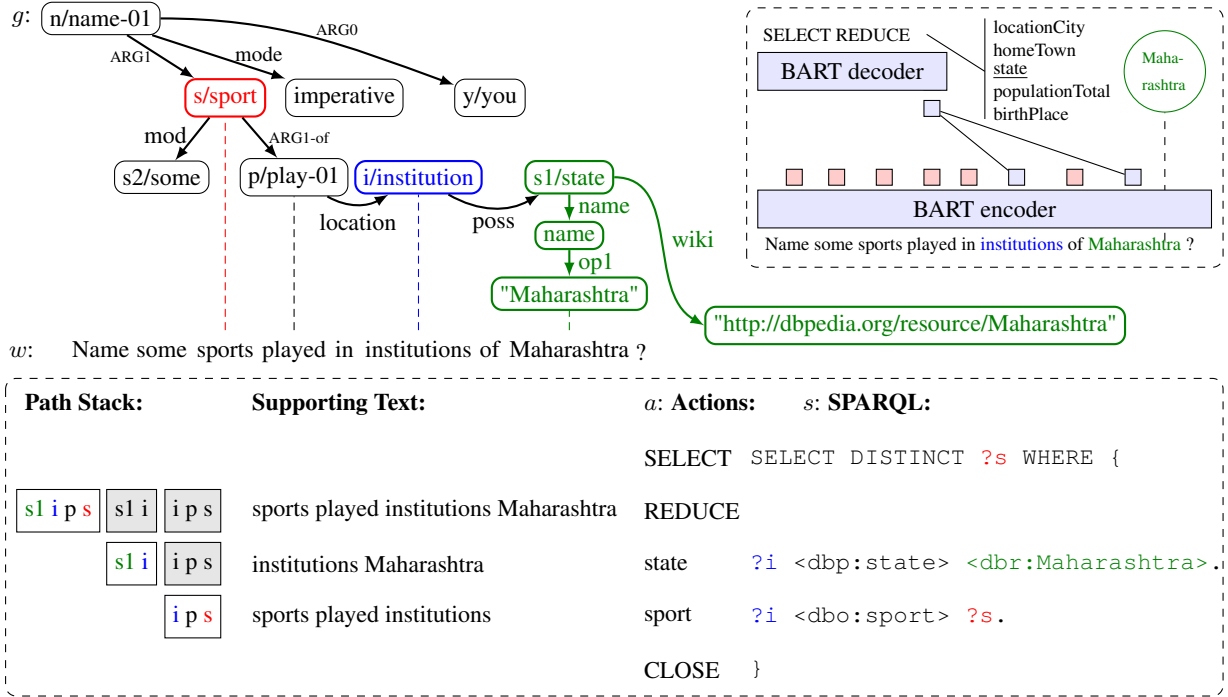 g: n/name-01
ARG0
ARG1
mode
s/sport
imperative
y/you
mod
ARG1-of
s2/some
p/play-01
i/institution
s1/state
location
poss
name
name
wiki
op1
"Maharashtra"
"http://dbpedia.org/resource/Maharashtra"
w: Name some sports played in institutions of Maharashtra ?
SELECT REDUCE
locationCity
homeTown
state
populationTotal
birthPlace
Maha-
rashtra
BART decoder
BART encoder
Name some sports played in institutions of Maharashtra ?
Path Stack: Supporting Text: a: Actions: s: SPARQL:
SELECT SELECT DISTINCT ?s WHERE {
s1 i p s s1 i i p s sports played institutions Maharashtra REDUCE
s1 i i p s institutions Maharashtra state ?i <dbp:state> <dbr:Maharashtra>.
i p s sports played institutions sport ?i <dbo:sport> ?s.
CLOSE }